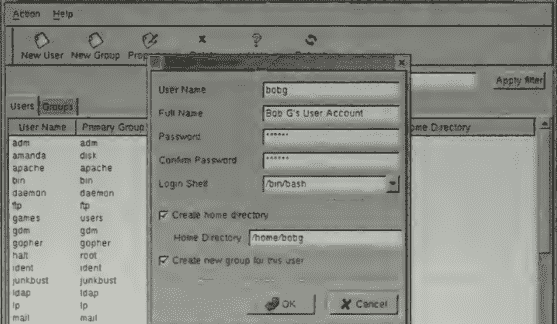 Action Help
New User New Group
Apply filter
Users Groups
User Name Primary Group
Home Directory
adm adm
amanda disk
apache apache
bin bin
daemon daemon
ftp ftp
games users
gdm gdm
gopher gopher
halt root
ident ident
junkbust junkbust
ldap ldap
lp lp
mail mail
User Name bobg
Full Name Bob G's User Account
Password ******
Confirm Password ******
Login Shell /bin/bash
Create home directory
Home Directory /home/bobg
Create new group for this user
OK Cancel